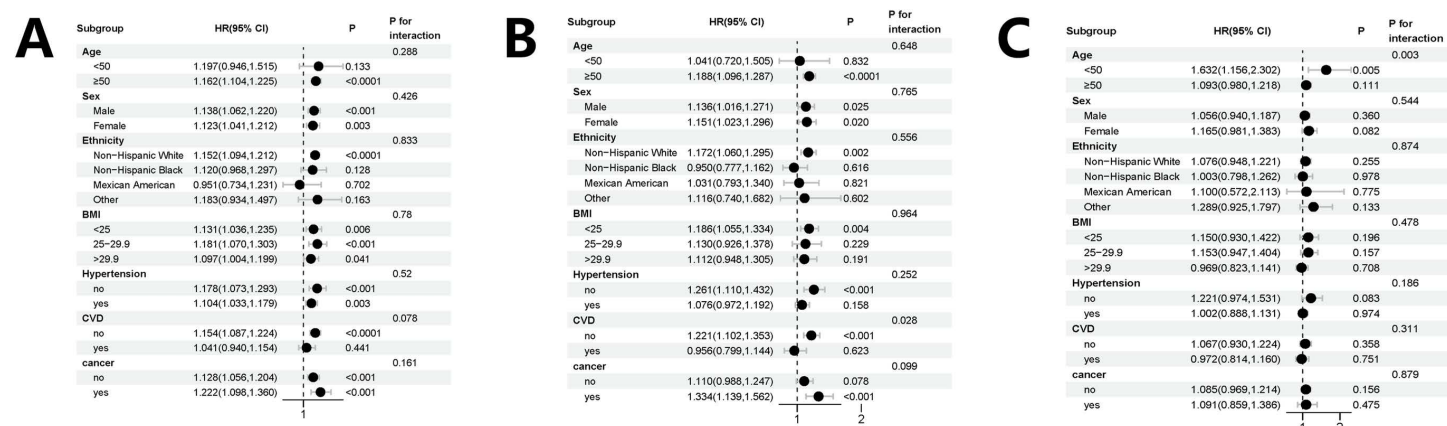 A
Subgroup HR(95% CI) P P for interaction
Age 0.288
<50 1.197(0.946,1.515) 0.133
≥50 1.162(1.104,1.225) <0.0001
Sex 0.426
Male 1.138(1.062,1.220) <0.001
Female 1.123(1.041,1.212) 0.003
Ethnicity 0.833
Non-Hispanic White 1.152(1.094,1.212) <0.0001
Non-Hispanic Black 1.120(0.968,1.297) 0.128
Mexican American 0.951(0.734,1.231) 0.702
Other 1.183(0.934,1.497) 0.163
BMI 0.78
<25 1.131(1.036,1.235) 0.006
25−29.9 1.181(1.070,1.303) <0.001
>29.9 1.097(1.004,1.199) 0.041
Hypertension 0.52
no 1.178(1.073,1.293) <0.001
yes 1.104(1.033,1.179) 0.003
CVD 0.078
no 1.154(1.087,1.224) <0.0001
yes 1.041(0.940,1.154) 0.441
cancer 0.161
no 1.128(1.056,1.204) <0.001
yes 1.222(1.098,1.360) <0.001
1
B
Subgroup HR(95% CI) P P for interaction
Age 0.648
<50 1.041(0.720,1.505) 0.832
≥50 1.188(1.096,1.287) <0.0001
Sex 0.765
Male 1.136(1.016,1.271) 0.025
Female 1.151(1.023,1.296) 0.020
Ethnicity 0.556
Non-Hispanic White 1.172(1.060,1.295) 0.002
Non-Hispanic Black 0.950(0.777,1.162) 0.616
Mexican American 1.031(0.793,1.340) 0.821
Other 1.116(0.740,1.682) 0.602
BMI 0.964
<25 1.186(1.055,1.334) 0.004
25−29.9 1.130(0.926,1.378) 0.229
>29.9 1.112(0.948,1.305) 0.191
Hypertension 0.252
no 1.261(1.110,1.432) <0.001
yes 1.076(0.972,1.192) 0.158
CVD 0.028
no 1.221(1.102,1.353) <0.001
yes 0.956(0.799,1.144) 0.623
cancer 0.099
no 1.110(0.988,1.247) 0.078
yes 1.334(1.139,1.562) <0.001
1 2
C
Subgroup HR(95% CI) P P for interaction
Age 0.003
<50 1.632(1.156,2.302) 0.005
≥50 1.093(0.980,1.218) 0.111
Sex 0.544
Male 1.056(0.940,1.187) 0.360
Female 1.165(0.981,1.383) 0.082
Ethnicity 0.874
Non-Hispanic White 1.076(0.948,1.221) 0.255
Non-Hispanic Black 1.003(0.798,1.262) 0.978
Mexican American 1.100(0.572,2.113) 0.775
Other 1.289(0.925,1.797) 0.133
BMI 0.478
<25 1.150(0.930,1.422) 0.196
25−29.9 1.153(0.947,1.404) 0.157
>29.9 0.969(0.823,1.141) 0.708
Hypertension 0.186
no 1.221(0.974,1.531) 0.083
yes 1.002(0.888,1.131) 0.974
CVD 0.311
no 1.067(0.930,1.224) 0.358
yes 0.972(0.814,1.160) 0.751
cancer 0.879
no 1.085(0.969,1.214) 0.156
yes 1.091(0.859,1.386) 0.475
1 2